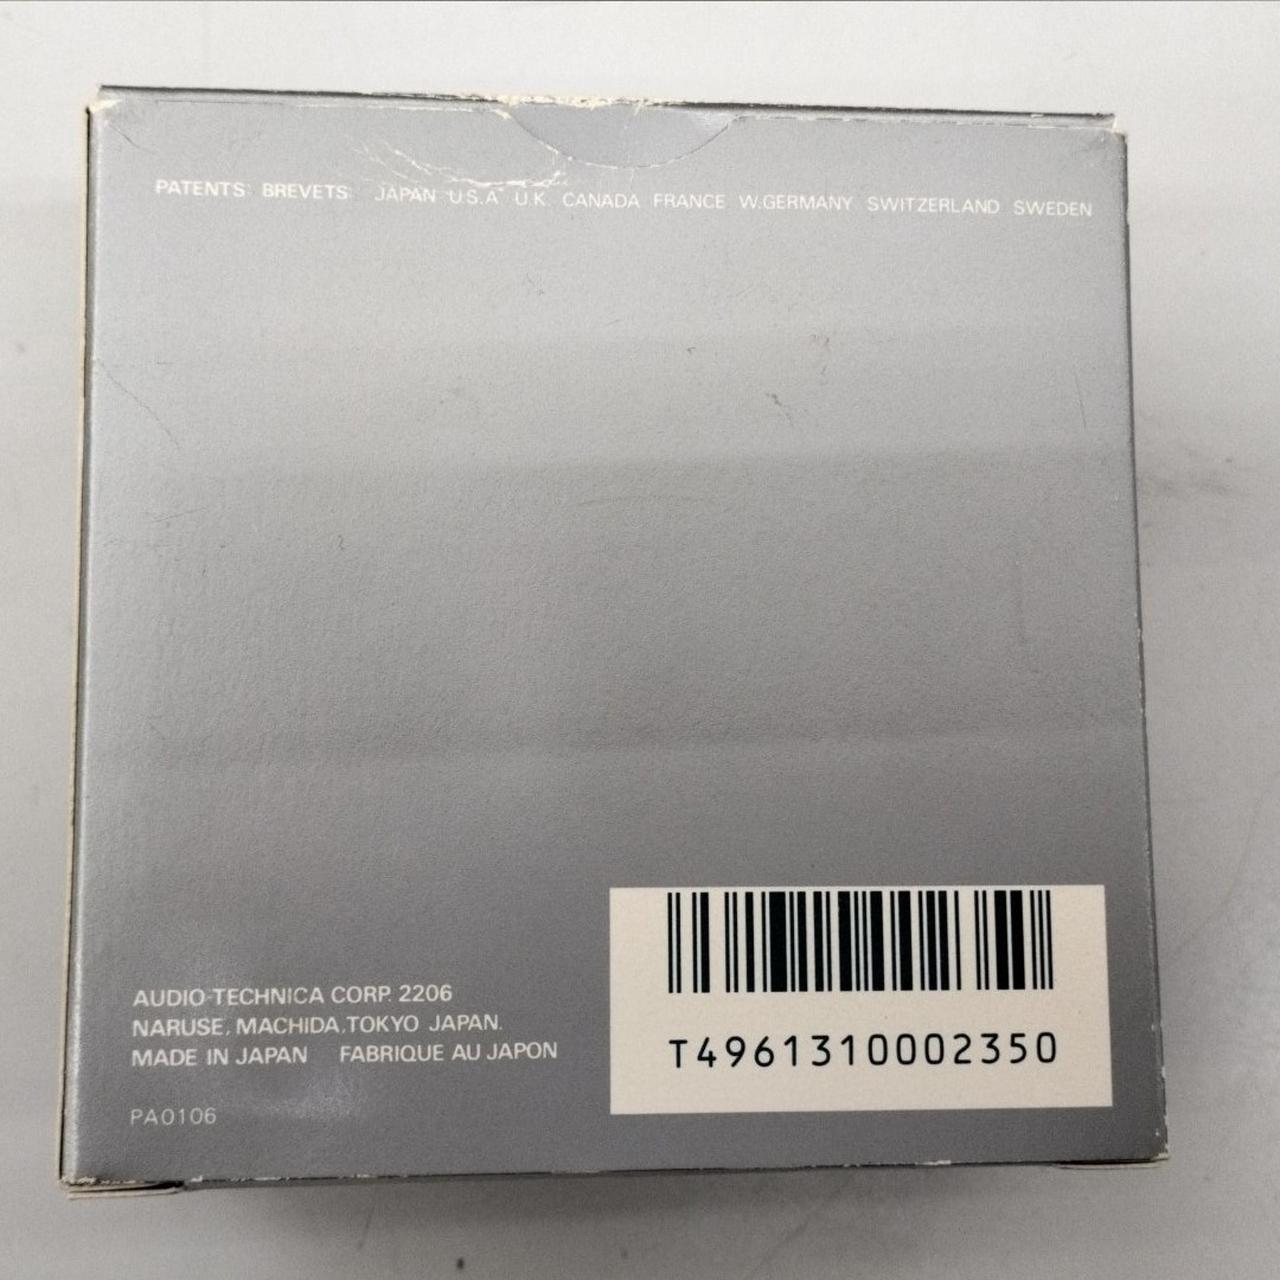 PATENTS BREVETS JAPAN U.S.A U.K. CANADA FRANCE W.GERMANY SWITZERLAND SWEDEN
AUDIO-TECHNICA CORP. 2206
NARUSE, MACHIDA, TOKYO JAPAN.
MADE IN JAPAN FABRIQUE AU JAPON
PA0106
T4961310002350